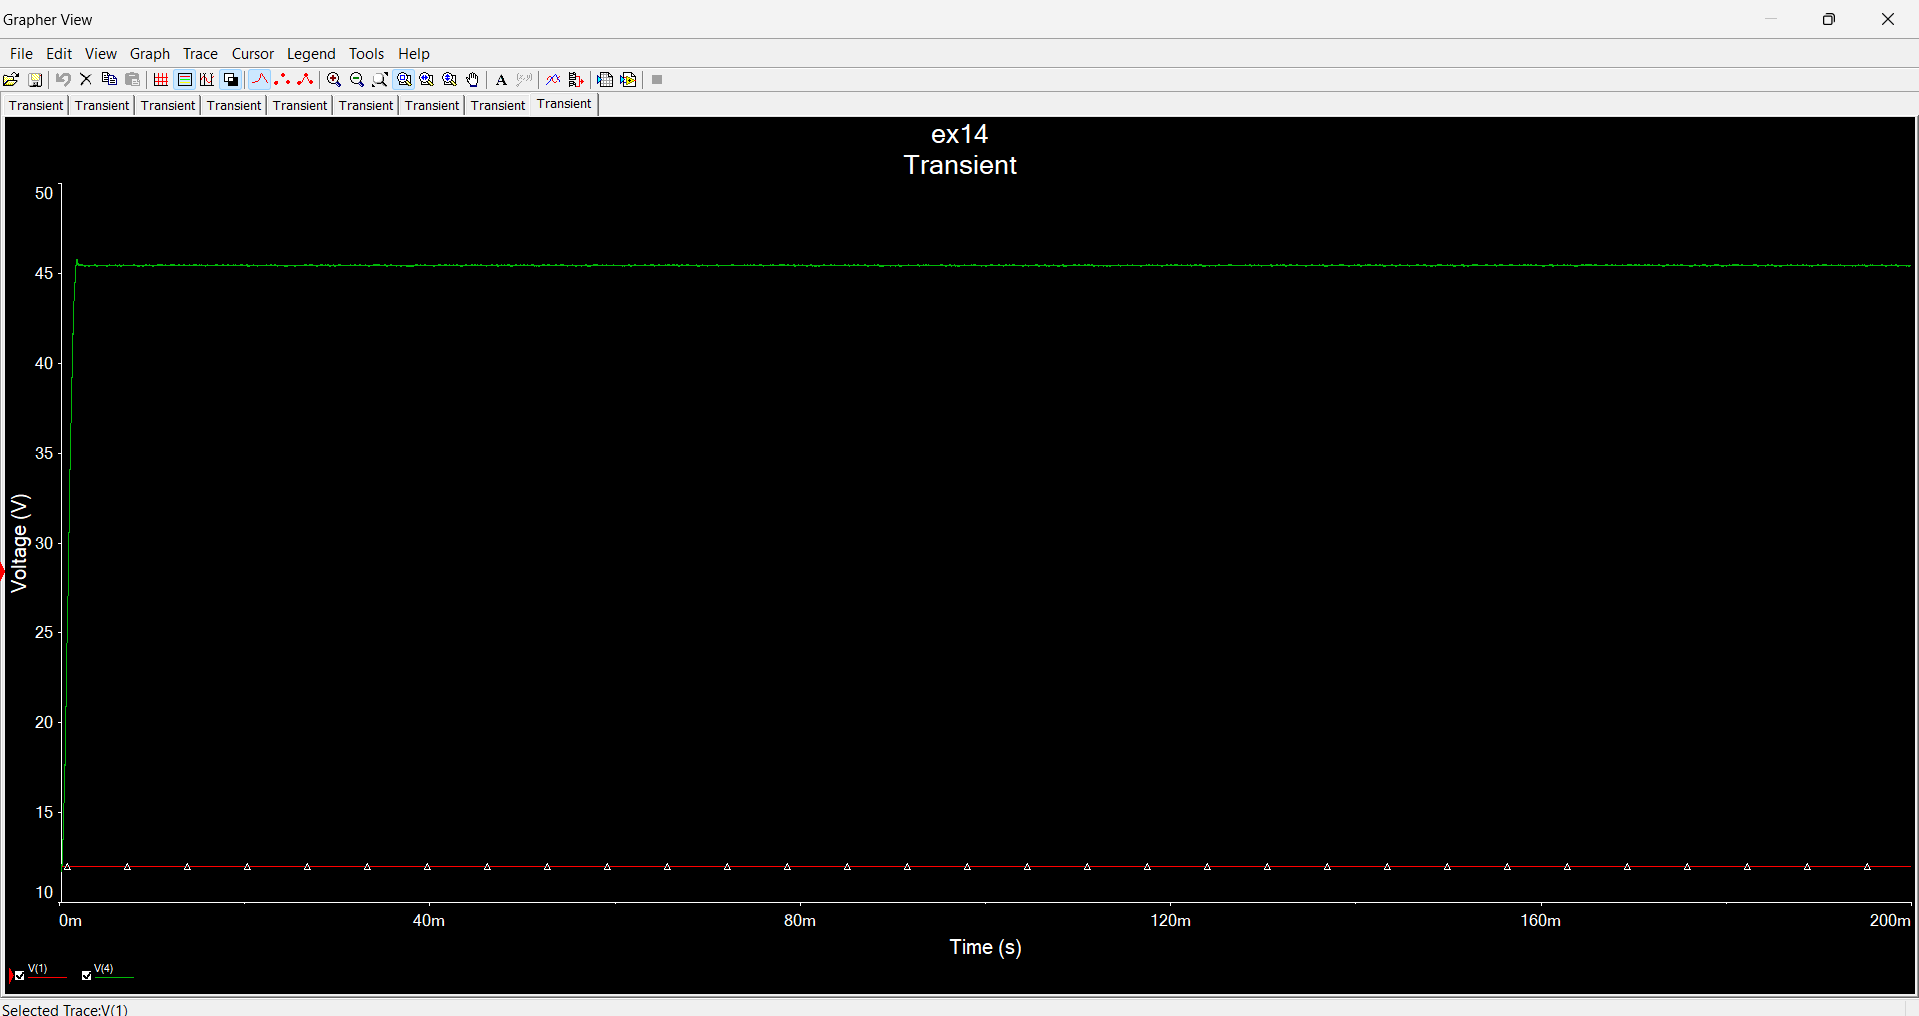 Grapher View
File Edit View Graph Trace Cursor Legend Tools Help
A
Transient Transient Transient Transient Transient Transient Transient Transient Transient
ex14
Transient
50
45
40
35
30
25
20
15
10
Voltage (V)
0m 40m 80m 120m 160m 200m
Time (s)
V(1) V(4)
Selected Trace:V(1)